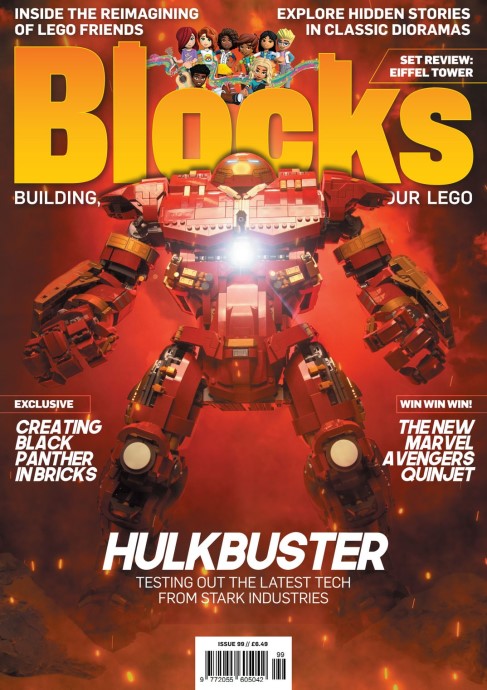 INSIDE THE REIMAGINING
OF LEGO FRIENDS
EXPLORE HIDDEN STORIES
IN CLASSIC DIORAMAS
SET REVIEW:
EIFFEL TOWER
Blocks
BUILDING,
OUR LEGO
EXCLUSIVE
CREATING
BLACK
PANTHER
IN BRICKS
WIN WIN WIN!
THE NEW
MARVEL
AVENGERS
QUINJET
HULKBUSTER
TESTING OUT THE LATEST TECH
FROM STARK INDUSTRIES
ISSUE 99 // £6.49
99
9 772055 605042